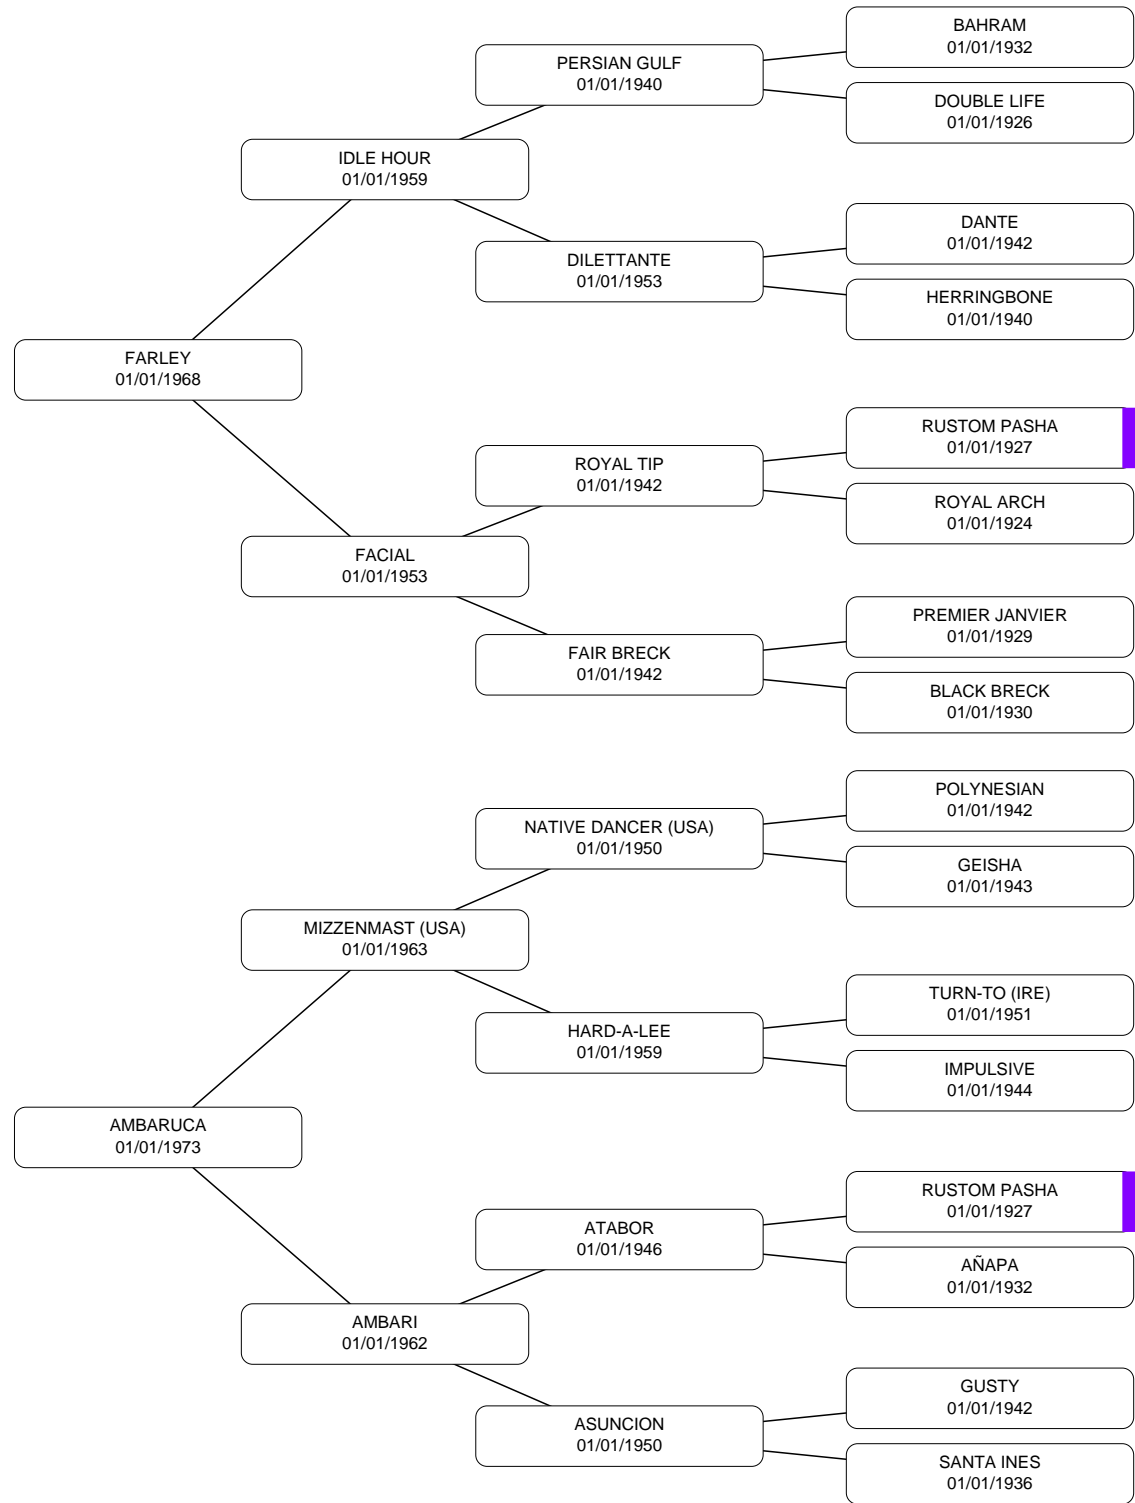 BAHRAM
01/01/1932
PERSIAN GULF
01/01/1940
DOUBLE LIFE
01/01/1926
IDLE HOUR
01/01/1959
DANTE
01/01/1942
DILETTANTE
01/01/1953
HERRINGBONE
01/01/1940
FARLEY
01/01/1968
RUSTOM PASHA
01/01/1927
ROYAL TIP
01/01/1942
ROYAL ARCH
01/01/1924
FACIAL
01/01/1953
PREMIER JANVIER
01/01/1929
FAIR BRECK
01/01/1942
BLACK BRECK
01/01/1930
POLYNESIAN
01/01/1942
NATIVE DANCER (USA)
01/01/1950
GEISHA
01/01/1943
MIZZENMAST (USA)
01/01/1963
TURN-TO (IRE)
01/01/1951
HARD-A-LEE
01/01/1959
IMPULSIVE
01/01/1944
AMBARUCA
01/01/1973
RUSTOM PASHA
01/01/1927
ATABOR
01/01/1946
AÑAPA
01/01/1932
AMBARI
01/01/1962
GUSTY
01/01/1942
ASUNCION
01/01/1950
SANTA INES
01/01/1936